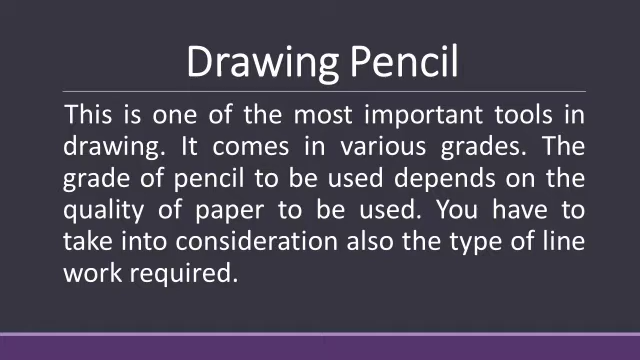 Drawing Pencil
This is one of the most important tools in
drawing. It comes in various grades. The
grade of pencil to be used depends on the
quality of paper to be used. You have to
take into consideration also the type of line
work required.